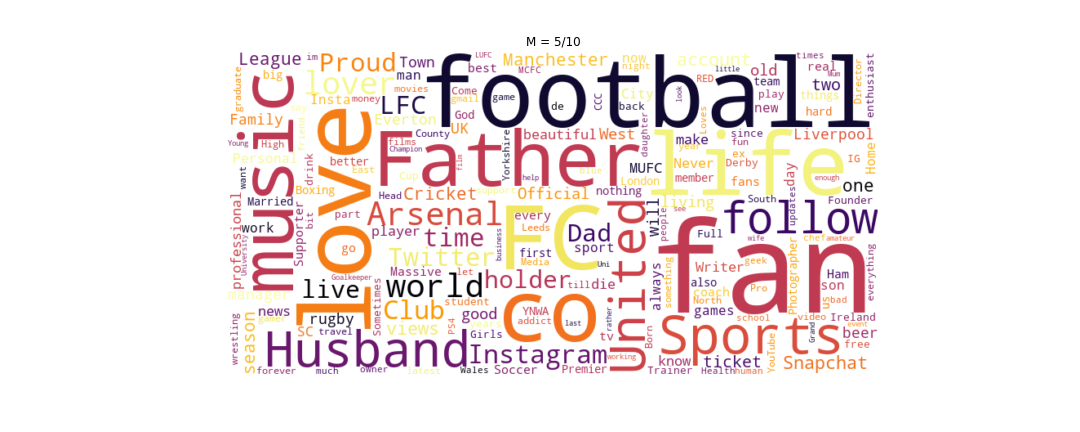 M = 5/10
League
im
Proud
Town
LUFC
Manchester
now
account
times
big
man
best
MCFC
night
RED
little
old
real
Mum
graduate
lover
movies
Come
game
de
CCC
back
City
look
team
two
Director
enthusiast
football
Insta
money
LFC
gmail
God
play
things
new
hard
music
Family
day
friend
Everton
UK
beautiful
West
daughter
Loves
make
since
fun
Liverpool
Young
High
love
films
County
Champion
Father
film
Yorkshire
year
life
ex
IG
Home
Personal
better
East
drink
Cup
help
blue
MUFC
Never
Derby
want
Boxing
Head
Cricket
support
Official
nothing
London
member
fans
day
enough
one
Married
living
South
updates
Founder
professional
University
work
Supporter
bit
part
Arsenal
every
FC
Dad
United
will
people
see
follow
player
time
Leeds
sport
Full
wife
go
Twitter
business
first
Media
Uni
fan
Goalkeeper
Massive
let
holder
till
die
always
something
also
Writer
geek
Photographer
chef
amateur
Ham
everything
manager
live
world
coach
North
Pro
son
us
bad
news
Sometimes
Club
student
co
YNWA
games
gamer
season
rugby
good
addict
last
rather
school
video
Ireland
wrestling
SC
travel
views
PS4
years
Girls
tv
Born
Sports
Grand
event
beer
free
Husband
Instagram
working
know
ticket
YouTube
Snapchat
forever
much
owner
latest
Wales
Soccer
Premier
Trainer
Health
human